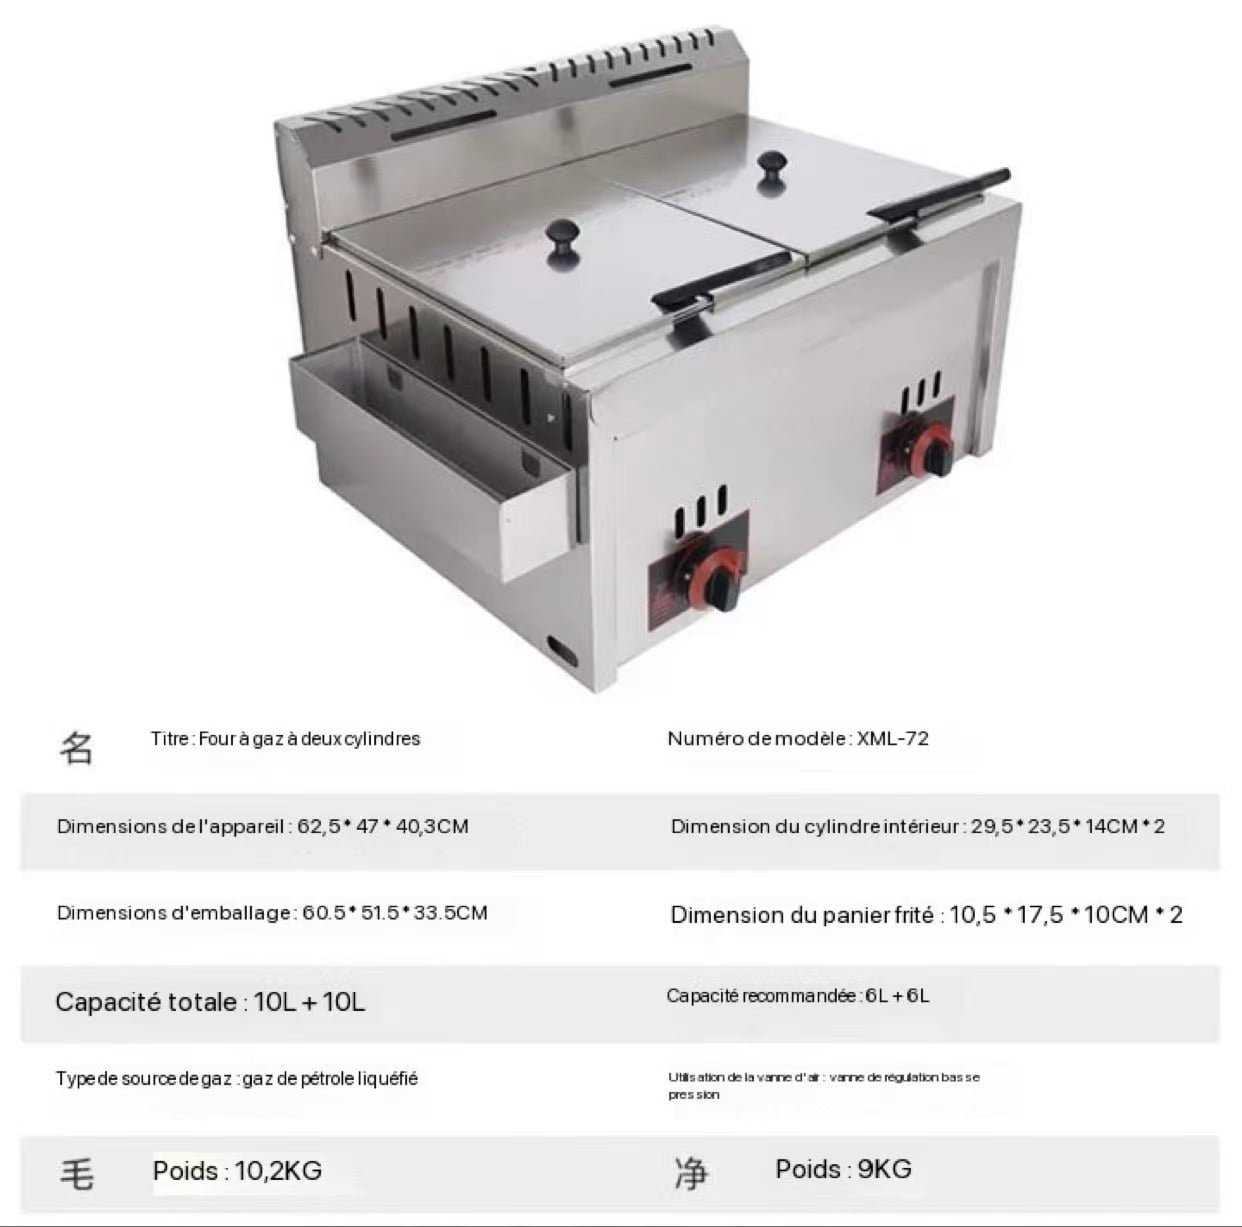 名 Titre : Four à gaz à deux cylindres
Numéro de modèle : XML-72
Dimensions de l'appareil : 62,5 * 47 * 40,3CM
Dimension du cylindre intérieur : 29,5 * 23,5 * 14CM * 2
Dimensions d'emballage : 60.5 * 51.5 * 33.5CM
Dimension du panier frité : 10,5 * 17,5 * 10CM * 2
Capacité totale : 10L + 10L
Capacité recommandée : 6L + 6L
Type de source de gaz : gaz de pétrole liquéfié
Utilisation de la vanne d'air : vanne de régulation basse
pression
毛 Poids : 10,2KG
净 Poids : 9KG